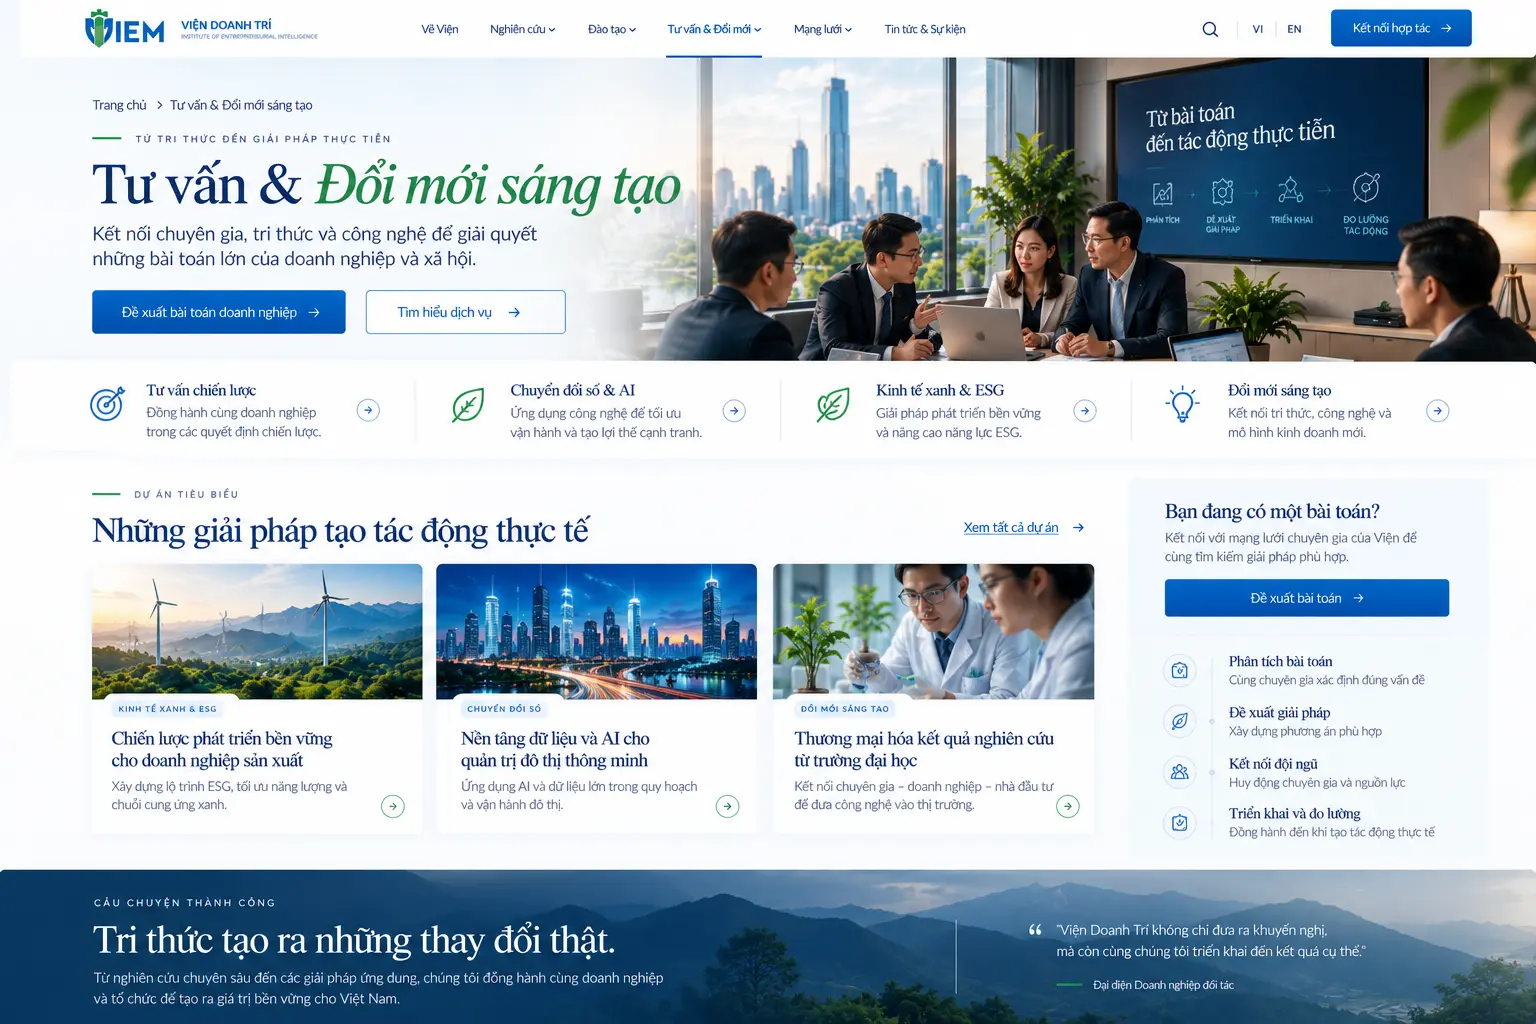 VIEM
VIỆN DOANH TRÍ
INSTITUTE OF ENTREPRENEURIAL INTELLIGENCE
Về Viện
Nghiên cứu
Đào tạo
Tư vấn & Đổi mới
Mạng lưới
Tin tức & Sự kiện
VI
EN
Kết nối hợp tác
Trang chủ > Tư vấn & Đổi mới sáng tạo
TỪ TRI THỨC ĐẾN GIẢI PHÁP THỰC TIỄN
Tư vấn & Đổi mới sáng tạo
Kết nối chuyên gia, tri thức và công nghệ để giải quyết
những bài toán lớn của doanh nghiệp và xã hội.
Đề xuất bài toán doanh nghiệp
Tìm hiểu dịch vụ
Từ bài toán
đến tác động thực tiễn
PHÂN TÍCH
ĐỀ XUẤT
GIẢI PHÁP
TRIỂN KHAI
ĐO LƯỜNG
TÁC ĐỘNG
Tư vấn chiến lược
Đồng hành cùng doanh nghiệp
trong các quyết định chiến lược.
Chuyển đổi số & AI
Ứng dụng công nghệ để tối ưu
vận hành và tạo lợi thế cạnh tranh.
Kinh tế xanh & ESG
Giải pháp phát triển bền vững
và nâng cao năng lực ESG.
Đổi mới sáng tạo
Kết nối tri thức, công nghệ và
mô hình kinh doanh mới.
DỰ ÁN TIÊU BIỂU
Những giải pháp tạo tác động thực tế
Xem tất cả dự án
KINH TẾ XANH & ESG
Chiến lược phát triển bền vững
cho doanh nghiệp sản xuất
Xây dựng lộ trình ESG, tối ưu năng lượng và
chuỗi cung ứng xanh.
CHUYỂN ĐỔI SỐ
Nền tảng dữ liệu và AI cho
quản trị đô thị thông minh
Ứng dụng AI và dữ liệu lớn trong quy hoạch
và vận hành đô thị.
ĐỔI MỚI SÁNG TẠO
Thương mại hóa kết quả nghiên cứu
từ trường đại học
Kết nối chuyên gia – doanh nghiệp – nhà đầu tư
để đưa công nghệ vào thị trường.
Bạn đang có một bài toán?
Kết nối với mạng lưới chuyên gia của Viện để
cùng tìm kiếm giải pháp phù hợp.
Đề xuất bài toán
Phân tích bài toán
Cùng chuyên gia xác định đúng vấn đề
Đề xuất giải pháp
Xây dựng phương án phù hợp
Kết nối đội ngũ
Huy động chuyên gia và nguồn lực
Triển khai và đo lường
Đồng hành đến khi tạo tác động thực tế
CÂU CHUYỆN THÀNH CÔNG
Tri thức tạo ra những thay đổi thật.
Từ nghiên cứu chuyên sâu đến các giải pháp ứng dụng, chúng tôi đồng hành cùng doanh nghiệp
và tổ chức để tạo ra giá trị bền vững cho Việt Nam.
“
“Viện Doanh Trí không chỉ đưa ra khuyến nghị,
mà còn cùng chúng tôi triển khai đến kết quả cụ thể.”
Đại diện Doanh nghiệp đối tác